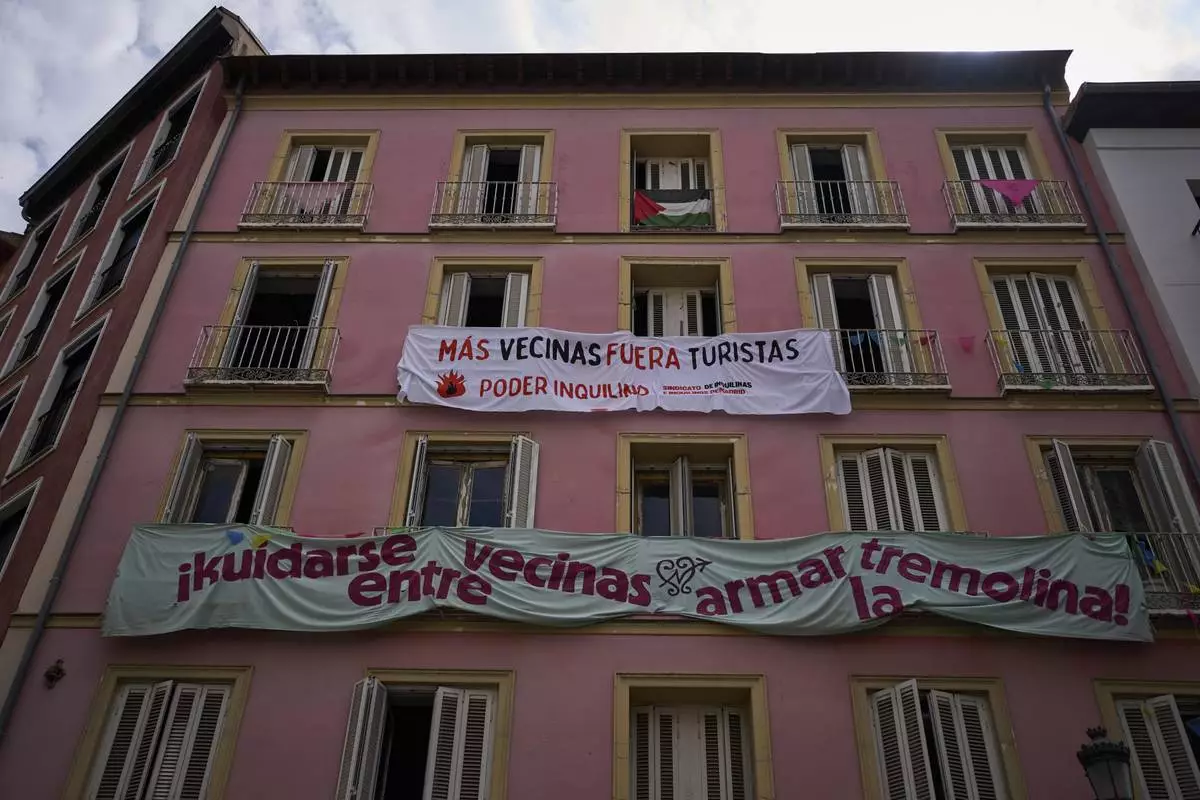 MÁS VECINAS FUERA TURISTAS
PODER INQUILINO
SINDICATO DE INQUILINAS
E INQUILINOS DE MADRID
¡KUIDARSE ENTRE VECINAS ARMAR LA TREMOLINA!